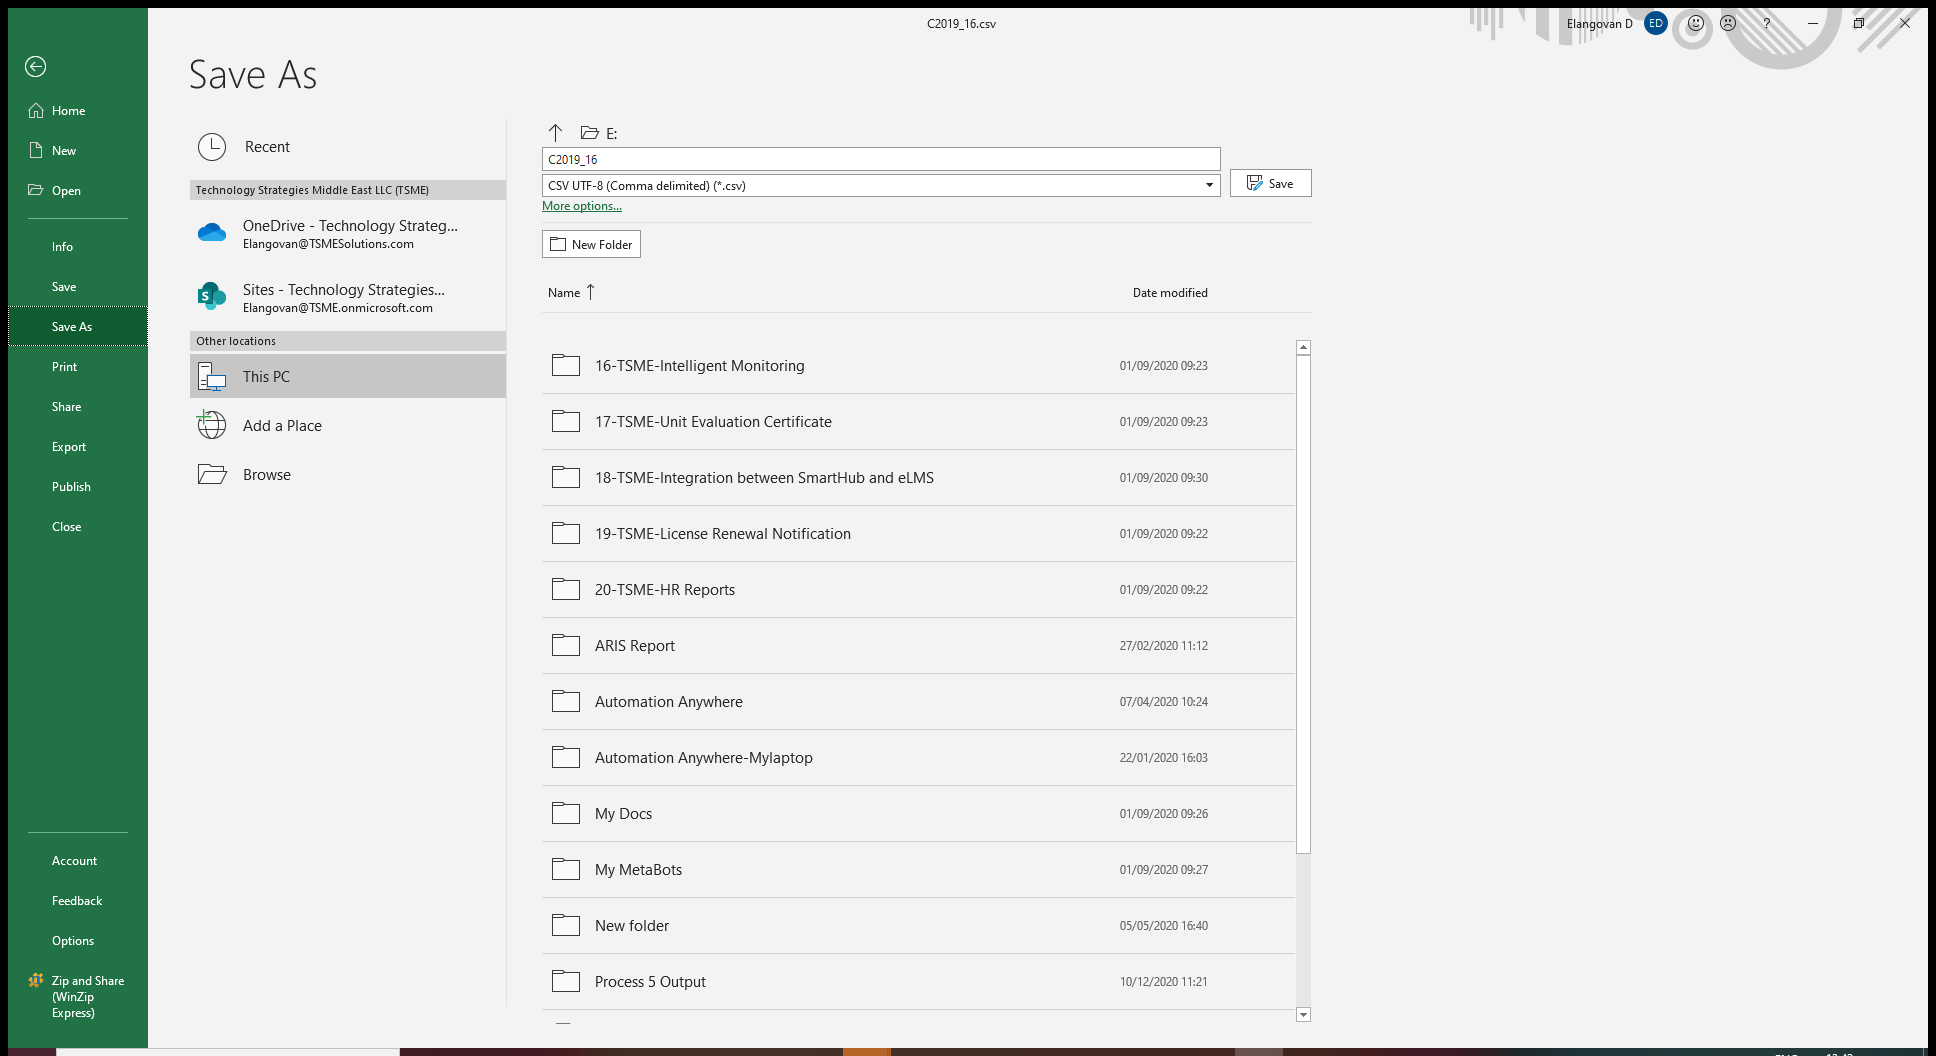 C2019_16.csv
Elangovan D
ED
?
Save As
Home
New
Open
Info
Save
Save As
Print
Share
Export
Publish
Close
Account
Feedback
Options
Zip and Share
(WinZip
Express)
Recent
Technology Strategies Middle East LLC (TSME)
OneDrive - Technology Strateg...
Elangovan@TSMESolutions.com
S
Sites - Technology Strategies...
Elangovan@TSME.onmicrosoft.com
Other locations
This PC
Add a Place
Browse
E:
C2019_16
CSV UTF-8 (Comma delimited) (*.csv)
Save
More options...
New Folder
Name Date modified
16-TSME-Intelligent Monitoring 01/09/2020 09:23
17-TSME-Unit Evaluation Certificate 01/09/2020 09:23
18-TSME-Integration between SmartHub and eLMS 01/09/2020 09:30
19-TSME-License Renewal Notification 01/09/2020 09:22
20-TSME-HR Reports 01/09/2020 09:22
ARIS Report 27/02/2020 11:12
Automation Anywhere 07/04/2020 10:24
Automation Anywhere-Mylaptop 22/01/2020 16:03
My Docs 01/09/2020 09:26
My MetaBots 01/09/2020 09:27
New folder 05/05/2020 16:40
Process 5 Output 10/12/2020 11:21